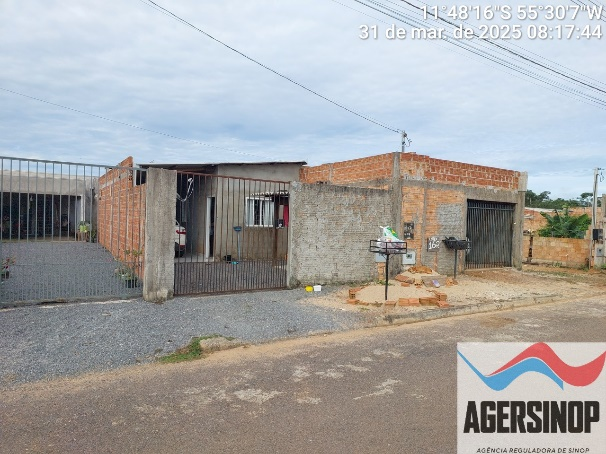 11°48'16"S 55°30'7"W
31 de mar. de 2025 08:17:44
AGERSINOP
AGÊNCIA REGULADORA DE SINOP